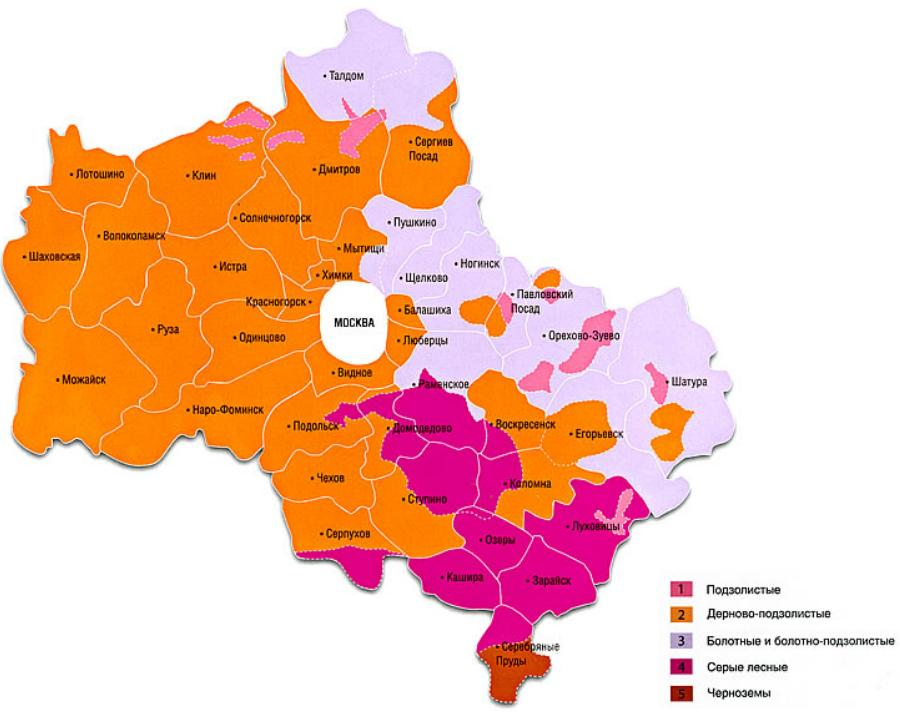 Талдом
Сергиев
Посад
Лотошино
Клин
Дмитров
Солнечногорск
Пушкино
Волоколамск
Шаховская
Мытищи
Истра
Химки
Щелково
Ногинск
Красногорск
Павловский
Посад
Балашиха
МОСКВА
Руза
Одинцово
Люберцы
Орехово-Зуево
Видное
Можайск
Раменское
Шатура
Наро-Фоминск
Подольск
Домодедово
Воскресенск
Егорьевск
Чехов
Коломна
Ступино
Серпухов
Луховицы
Озеры
Кашира
Зарайск
Серебряные
Пруды
1 Подзолистые
2 Дерново-подзолистые
3 Болотные и болотно-подзолистые
4 Серые лесные
5 Черноземы